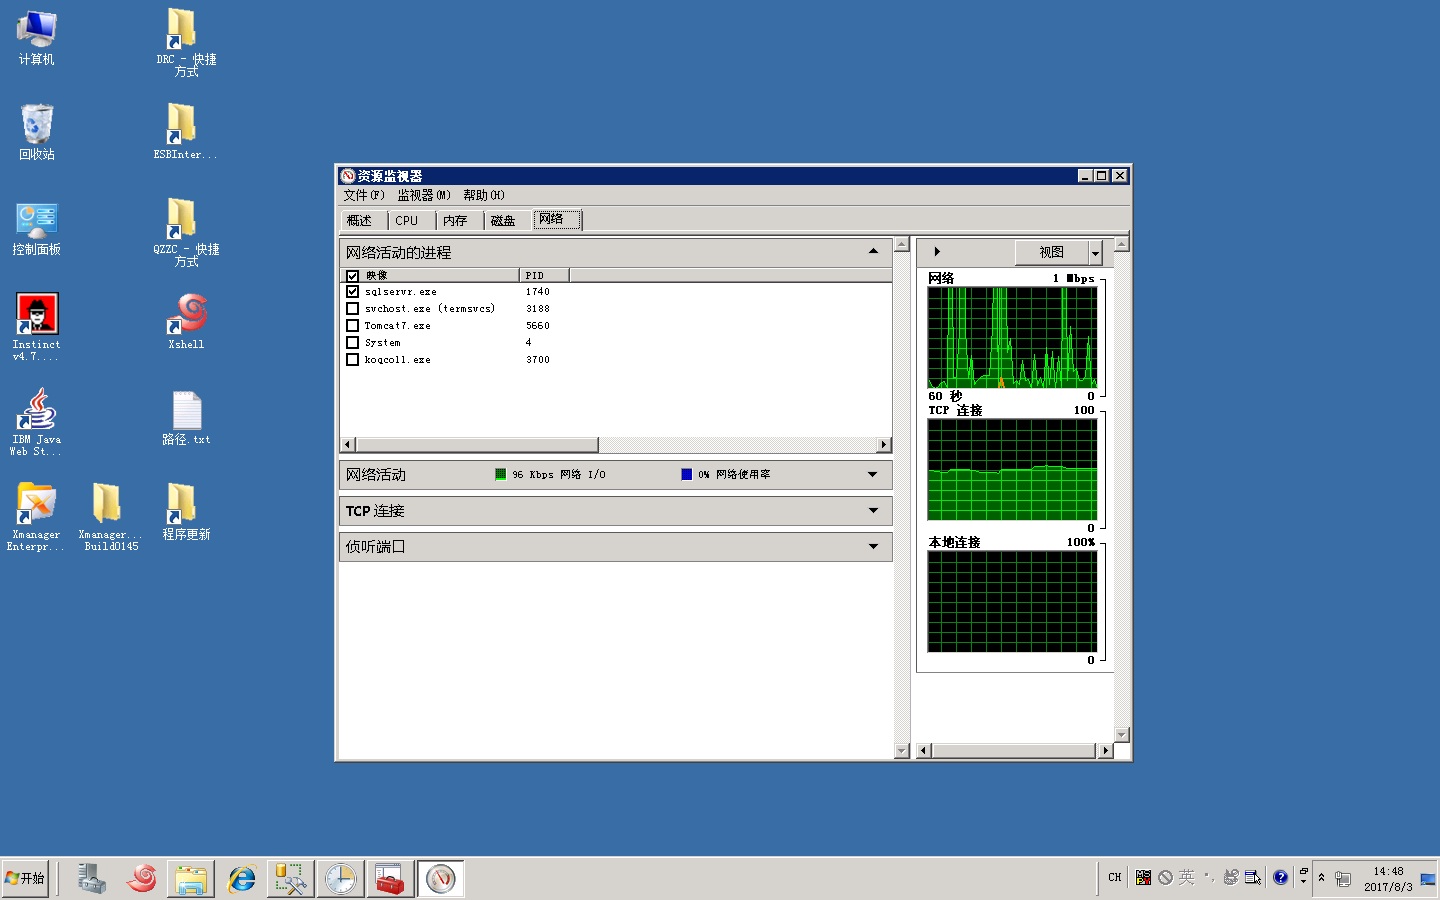 计算机
DRC - 快捷
方式
回收站
ESBInter...
控制面板
QZZC - 快捷
方式
Instinct
v4.7....
Xshell
IBM Java
Web St...
路径.txt
Xmanager
Enterpr...
Xmanager...
Build0145
程序更新
资源监视器
文件(F) 监视器(M) 帮助(H)
概述 CPU 内存 磁盘 网络
网络活动的进程
映像 PID
sqlservr.exe 1740
svchost.exe (termsvcs) 3188
Tomcat7.exe 5660
System 4
koqcoll.exe 3700
网络活动 96 Kbps 网络 I/O 0% 网络使用率
TCP 连接
侦听端口
视图
网络 1 Mbps
60 秒 0
TCP 连接 100
0
本地连接 100%
0
开始
CH
英
14:48
2017/8/3